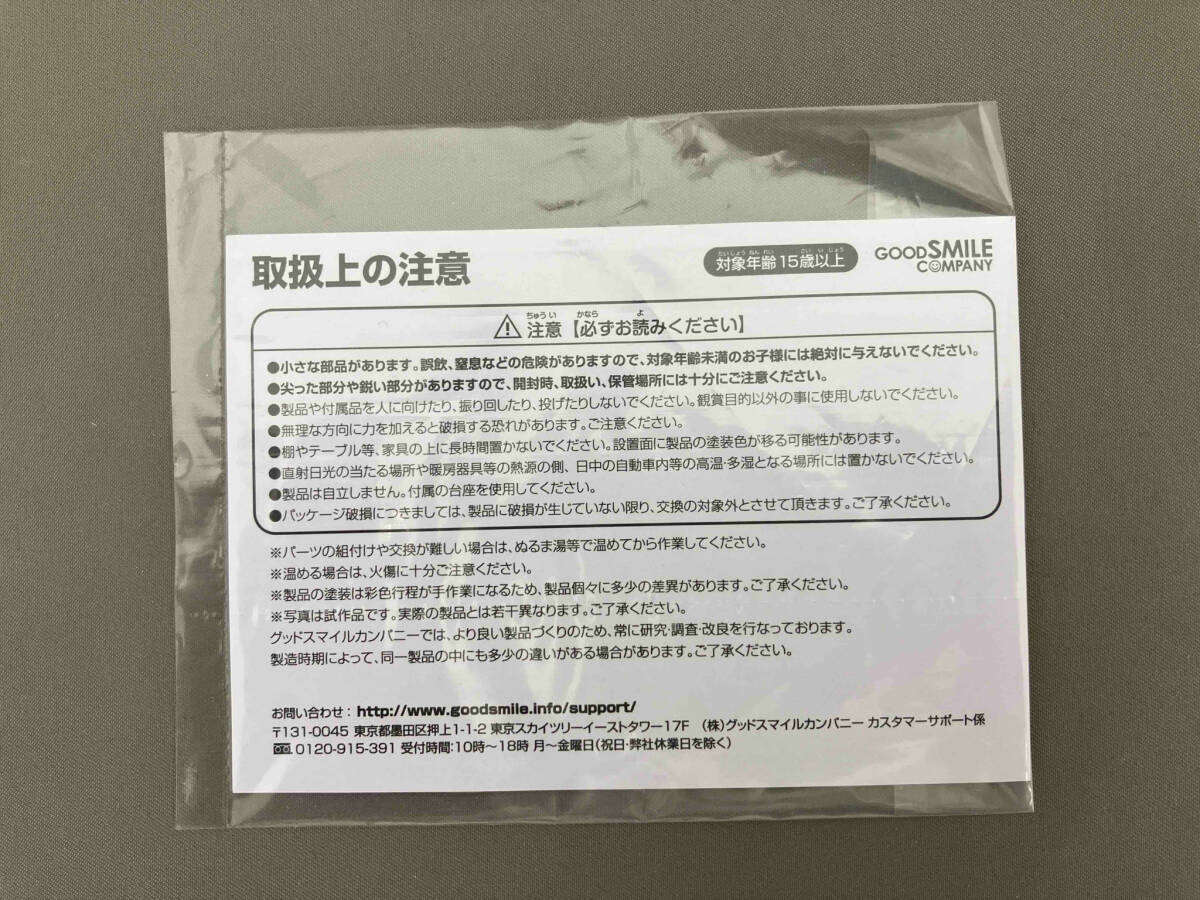 取扱上の注意
たいしょう ねん れい さい い じょう
対象年齢 15歳以上
GOODSMILE
COMPANY
ちゅう い かなら よ
注意【必ずお読みください】
●小さな部品があります。誤飲、窒息などの危険がありますので、対象年齢未満のお子様には絶対に与えないでください。
●尖った部分や鋭い部分がありますので、開封時、取扱い、保管場所には十分にご注意ください。
●製品や付属品を人に向けたり、振り回したり、投げたりしないでください。観賞目的以外の事に使用しないでください。
●無理な方向に力を加えると破損する恐れがあります。ご注意ください。
●棚やテーブル等、家具の上に長時間置かないでください。設置面に製品の塗装色が移る可能性があります。
●直射日光の当たる場所や暖房器具等の熱源の側、日中の自動車内等の高温・多湿となる場所には置かないでください。
●製品は自立しません。付属の台座を使用してください。
●パッケージ破損につきましては、製品に破損が生じていない限り、交換の対象外とさせて頂きます。ご了承ください。
※パーツの組付けや交換が難しい場合は、ぬるま湯等で温めてから作業してください。
※温める場合は、火傷に十分ご注意ください。
※製品の塗装は彩色行程が手作業になるため、製品個々に多少の差異があります。ご了承ください。
※写真は試作品です。実際の製品とは若干異なります。ご了承ください。
グッドスマイルカンパニーでは、より良い製品づくりのため、常に研究・調査・改良を行なっております。
製造時期によって、同一製品の中にも多少の違いがある場合があります。ご了承ください。
お問い合わせ：http://www.goodsmile.info/support/
〒131-0045 東京都墨田区押上1-1-2 東京スカイツリーイーストタワー17F （株）グッドスマイルカンパニー カスタマーサポート係
0120-915-391 受付時間：10時～18時 月～金曜日（祝日・弊社休業日を除く）